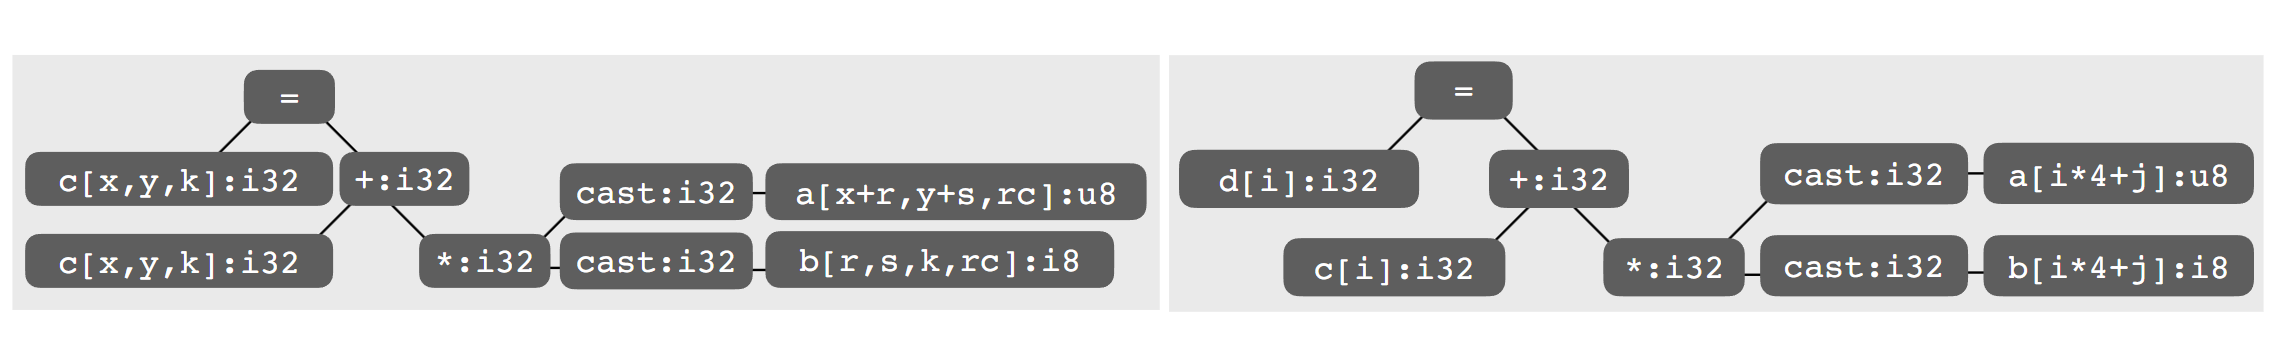 =
c[x,y,k]:i32
+:i32
cast:i32
a[x+r,y+s,rc]:u8
c[x,y,k]:i32
*:i32
cast:i32
b[r,s,k,rc]:i8
=
d[i]:i32
+:i32
cast:i32
a[i*4+j]:u8
c[i]:i32
*:i32
cast:i32
b[i*4+j]:i8